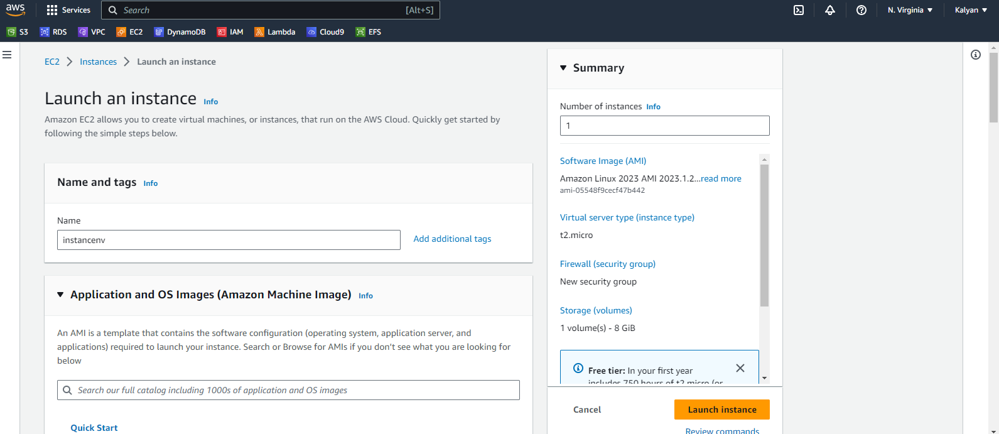 aws
Services
Search
[Alt+S]
N. Virginia
Kalyan
S3
RDS
VPC
EC2
DynamoDB
IAM
Lambda
Cloud9
EFS
EC2
Instances
Launch an instance
Launch an instance Info
Amazon EC2 allows you to create virtual machines, or instances, that run on the AWS Cloud. Quickly get started by
following the simple steps below.
Name and tags Info
Name
instancenv
Add additional tags
Application and OS Images (Amazon Machine Image) Info
An AMI is a template that contains the software configuration (operating system, application server, and
applications) required to launch your instance. Search or Browse for AMIs if you don't see what you are looking for
below
Search our full catalog including 1000s of application and OS images
Quick Start
Summary
Number of instances Info
1
Software Image (AMI)
Amazon Linux 2023 AMI 2023.1.2...read more
ami-05548f9cecf47b442
Virtual server type (instance type)
t2.micro
Firewall (security group)
New security group
Storage (volumes)
1 volume(s) - 8 GiB
Free tier: In your first year
includes 750 hours of t2.micro (or
Cancel
Launch instance
Review commands